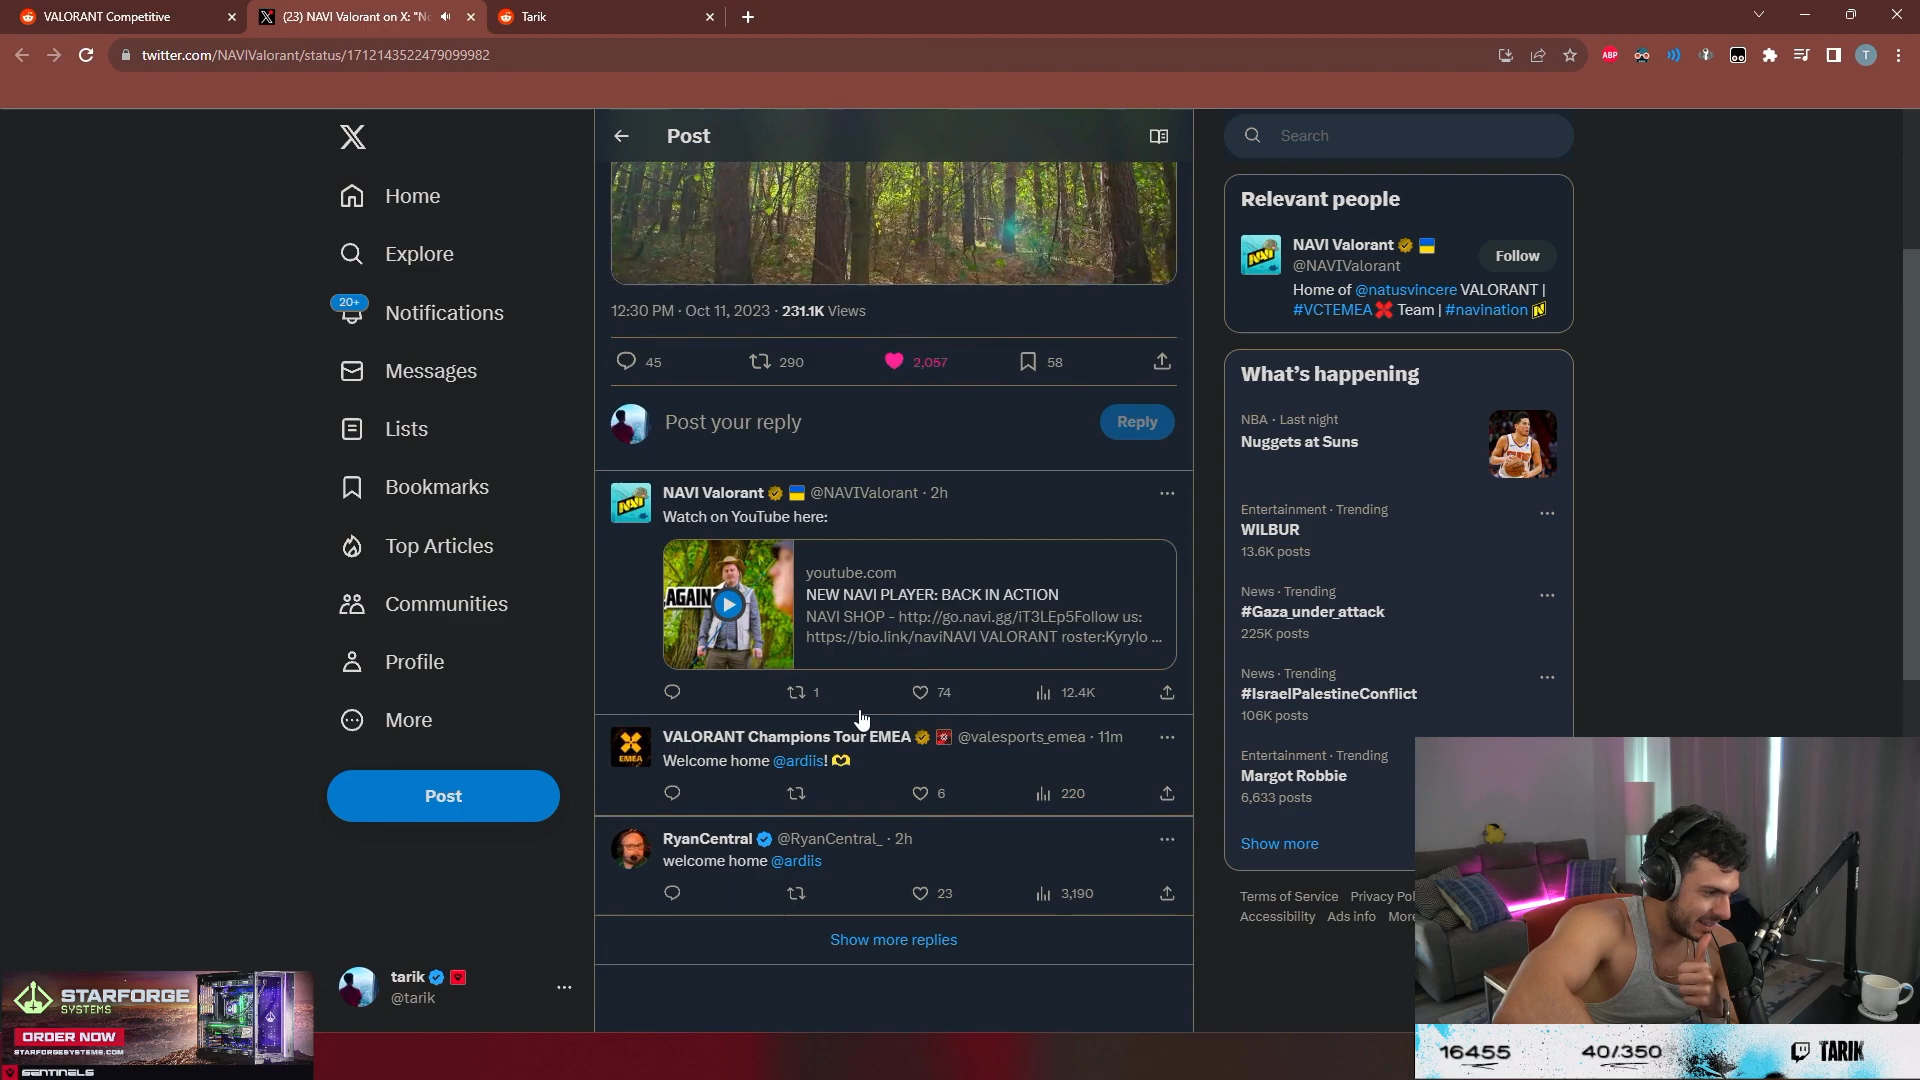 VALORANT Competitive
(23) NAVI Valorant on X: "No
Tarik
twitter.com/NAVIValorant/status/1712143522479099982
ABP
T
Home
Explore
20+
Notifications
Messages
Lists
Bookmarks
Top Articles
Communities
Profile
More
Post
tarik
@tarik
STARFORGE
SYSTEMS
ORDER NOW
STARFORGESYSTEMS.COM
SENTINELS
Post
12:30 PM · Oct 11, 2023 · 231.1K Views
45
290
2,057
58
Post your reply
Reply
NAVI Valorant @NAVIValorant · 2h
Watch on YouTube here:
AGAIN
youtube.com
NEW NAVI PLAYER: BACK IN ACTION
NAVI SHOP - http://go.navi.gg/iT3LEp5Follow us:
https://bio.link/naviNAVI VALORANT roster:Kyrylo ...
1
74
12.4K
VALORANT Champions Tour EMEA @valesports_emea · 11m
EMEA
Welcome home @ardiis!
6
220
RyanCentral @RyanCentral_ · 2h
welcome home @ardiis
23
3,190
Show more replies
Search
Relevant people
NAVI Valorant
@NAVIValorant
Follow
Home of @natusvincere VALORANT |
#VCTEMEA Team | #navination
What's happening
NBA · Last night
Nuggets at Suns
Entertainment · Trending
WILBUR
13.6K posts
News · Trending
#Gaza_under_attack
225K posts
News · Trending
#IsraelPalestineConflict
106K posts
Entertainment · Trending
Margot Robbie
6,633 posts
Show more
Terms of Service Privacy Pol
Accessibility Ads info More
16455
40/350
TARIK